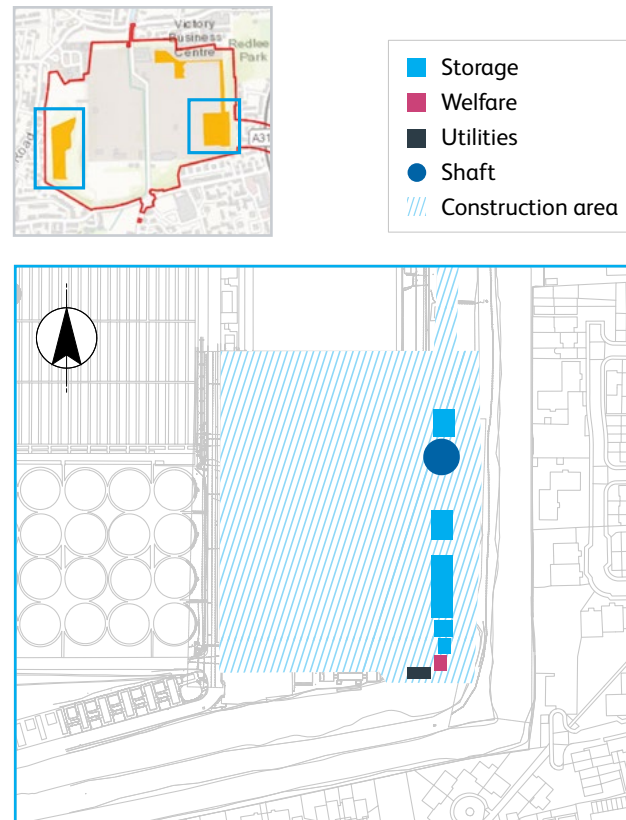 Victory
Business
Centre
Redlee
Park
Road
A31
Storage
Welfare
Utilities
Shaft
Construction area